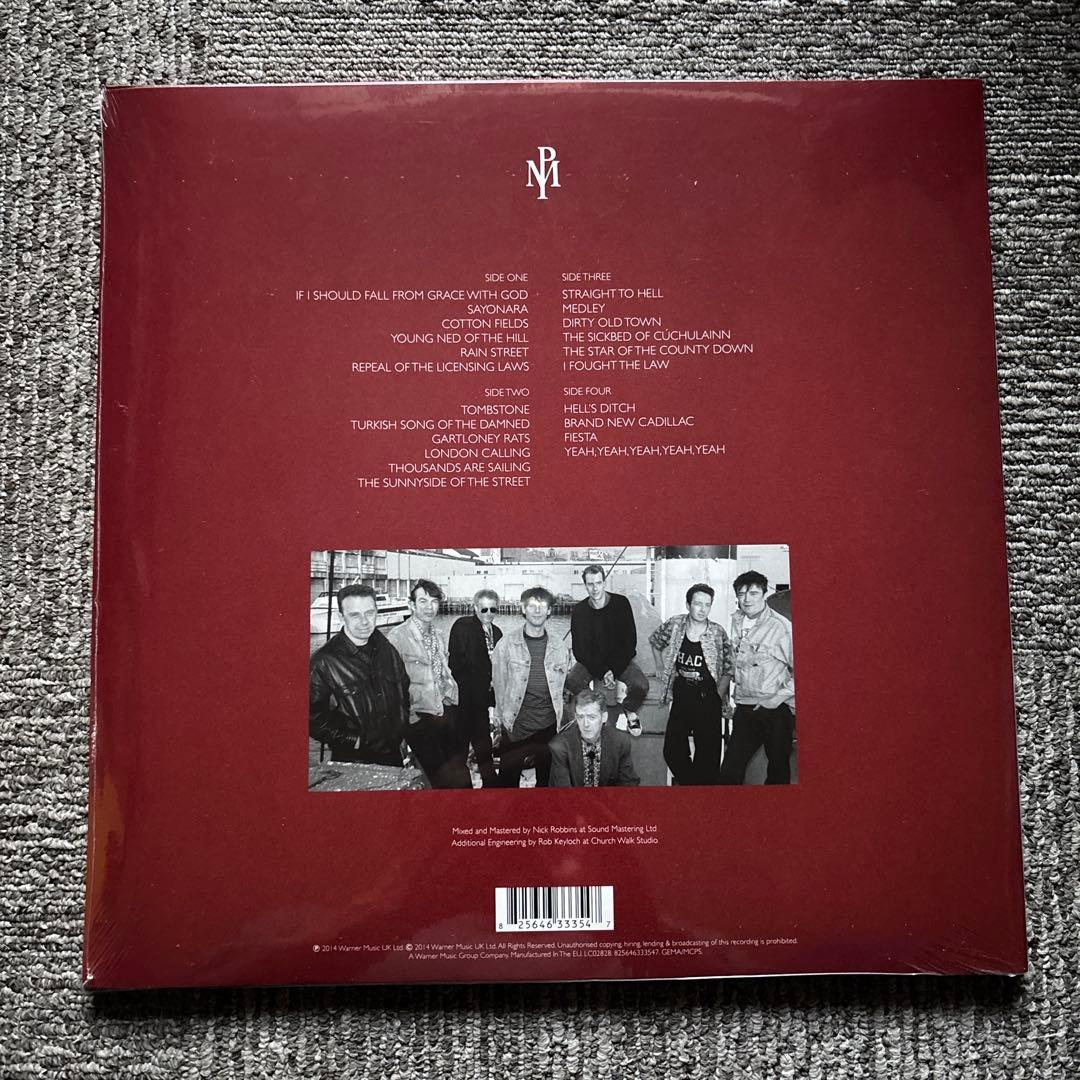 PNY
SIDE ONE
IF I SHOULD FALL FROM GRACE WITH GOD
SAYONARA
COTTON FIELDS
YOUNG NED OF THE HILL
RAIN STREET
REPEAL OF THE LICENSING LAWS
SIDE TWO
TOMBSTONE
TURKISH SONG OF THE DAMNED
GARTLONEY RATS
LONDON CALLING
THOUSANDS ARE SAILING
THE SUNNYSIDE OF THE STREET
SIDE THREE
STRAIGHT TO HELL
MEDLEY
DIRTY OLD TOWN
THE SICKBED OF CÚCHULAINN
THE STAR OF THE COUNTY DOWN
I FOUGHT THE LAW
SIDE FOUR
HELL'S DITCH
BRAND NEW CADILLAC
FIESTA
YEAH, YEAH, YEAH, YEAH, YEAH
HAC
Mixed and Mastered by Nick Robbins at Sound Mastering Ltd
Additional Engineering by Rob Keyloch at Church Walk Studio
8 25646 33354 7
℗ 2014 Warner Music UK Ltd. © 2014 Warner Music UK Ltd. All Rights Reserved. Unauthorised copying, hiring, lending & broadcasting of this recording is prohibited.
A Warner Music Group Company. Manufactured In The EU. LC02828. 825646333547. GEMA/MCPS.